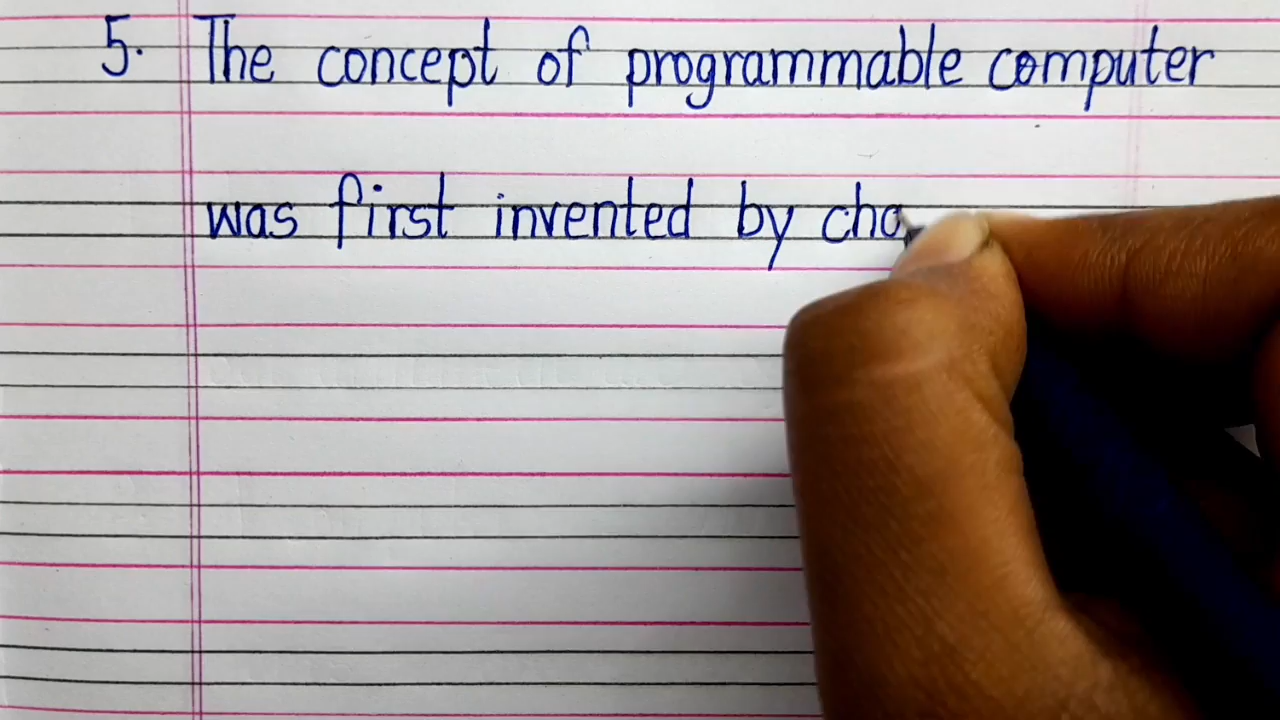 5. The concept of programmable computer
was first invented by cha